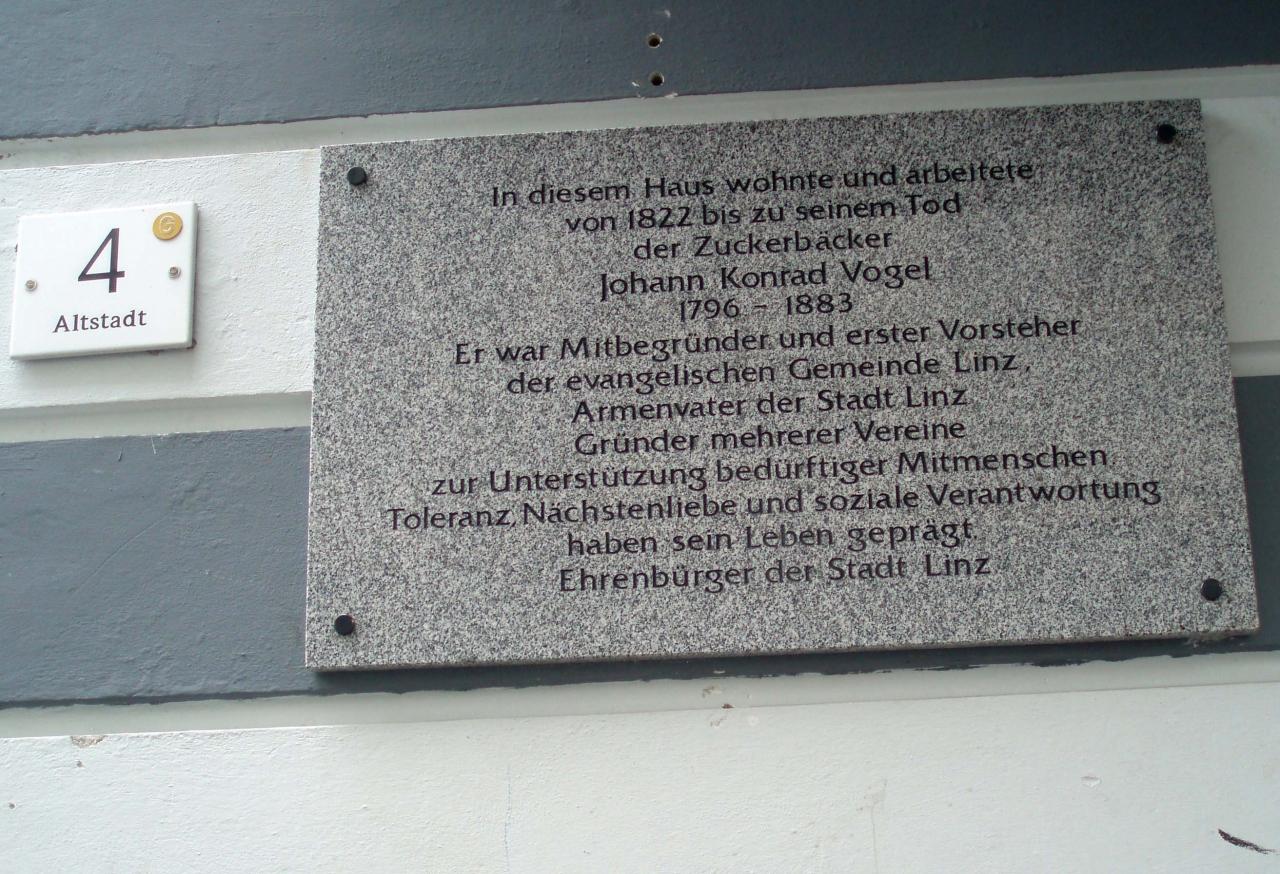 4
G
Altstadt
In diesem Haus wohnte und arbeitete
von 1822 bis zu seinem Tod
der Zuckerbäcker
Johann Konrad Vogel
1796 - 1883
Er war Mitbegründer und erster Vorsteher
der evangelischen Gemeinde Linz,
Armenvater der Stadt Linz
Gründer mehrerer Vereine
zur Unterstützung bedürftiger Mitmenschen.
Toleranz, Nächstenliebe und soziale Verantwortung
haben sein Leben geprägt.
Ehrenbürger der Stadt Linz